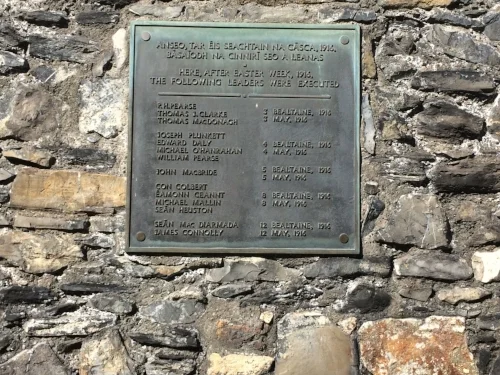 ANSEO, TAR ÉIS SEACHTAIN NA CÁSCA, 1916,
BÁSAÍODH NA CINNIRÍ SEO A LEANAS
HERE, AFTER EASTER WEEK, 1916,
THE FOLLOWING LEADERS WERE EXECUTED
P. H. PEARSE
THOMAS J. CLARKE 3 BEALTAINE, 1916
THOMAS MACDONAGH 3 MAY, 1916
JOSEPH PLUNKETT
EDWARD DALY 4 BEALTAINE, 1916
MICHAEL O'HANRAHAN 4 MAY, 1916
WILLIAM PEARSE
JOHN MACBRIDE 5 BEALTAINE, 1916
5 MAY, 1916
CON COLBERT
ÉAMONN CEANNT 8 BEALTAINE, 1916
MICHAEL MALLIN 8 MAY, 1916
SEÁN HEUSTON
SEÁN MAC DIARMADA 12 BEALTAINE, 1916
JAMES CONNOLLY 12 MAY, 1916